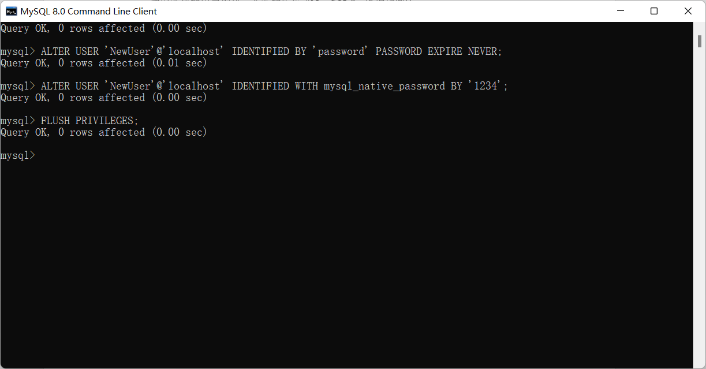 MySQL 8.0 Command Line Client
Query OK, 0 rows affected (0.00 sec)
mysql> ALTER USER 'NewUser'@'localhost' IDENTIFIED BY 'password' PASSWORD EXPIRE NEVER;
Query OK, 0 rows affected (0.01 sec)
mysql> ALTER USER 'NewUser'@'localhost' IDENTIFIED WITH mysql_native_password BY '1234';
Query OK, 0 rows affected (0.00 sec)
mysql> FLUSH PRIVILEGES;
Query OK, 0 rows affected (0.00 sec)
mysql>